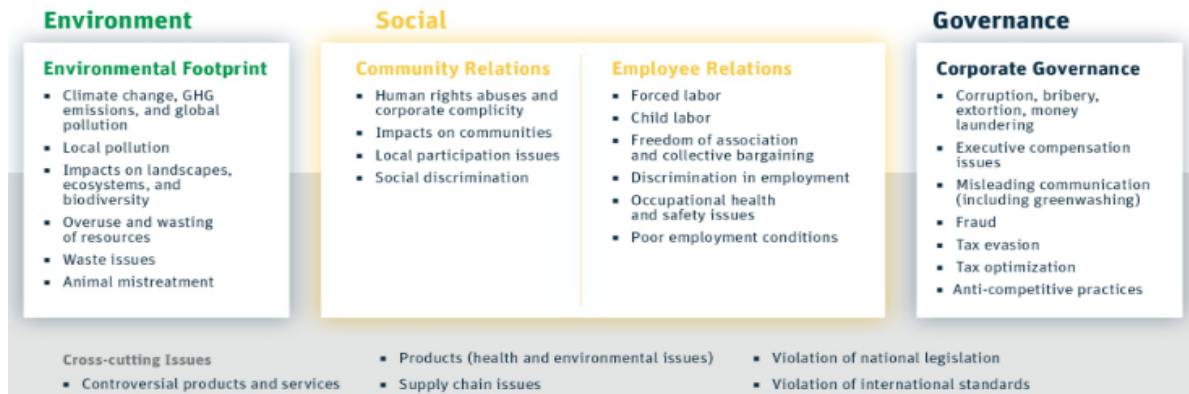 Environment
Environmental Footprint
▪ Climate change, GHG
emissions, and global
pollution
▪ Local pollution
▪ Impacts on landscapes,
ecosystems, and
biodiversity
▪ Overuse and wasting
of resources
▪ Waste issues
▪ Animal mistreatment
Social
Community Relations
▪ Human rights abuses and
corporate complicity
▪ Impacts on communities
▪ Local participation issues
▪ Social discrimination
Employee Relations
▪ Forced labor
▪ Child labor
▪ Freedom of association
and collective bargaining
▪ Discrimination in employment
▪ Occupational health
and safety issues
▪ Poor employment conditions
Governance
Corporate Governance
▪ Corruption, bribery,
extortion, money
laundering
▪ Executive compensation
issues
▪ Misleading communication
(including greenwashing)
▪ Fraud
▪ Tax evasion
▪ Tax optimization
▪ Anti-competitive practices
Cross-cutting Issues
▪ Controversial products and services
▪ Products (health and environmental issues)
▪ Supply chain issues
▪ Violation of national legislation
▪ Violation of international standards